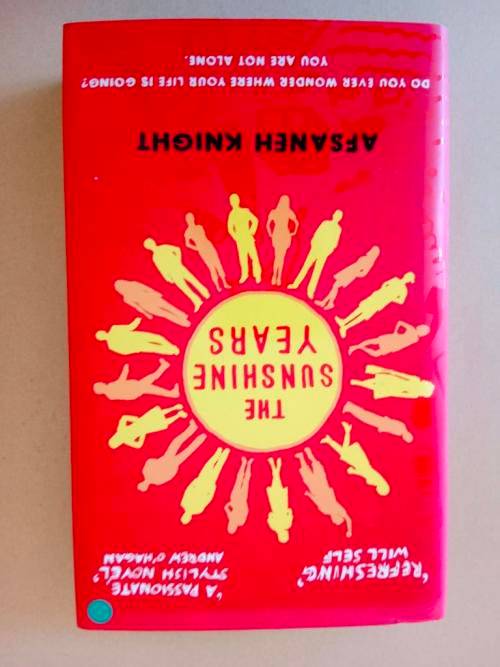 'REFRESHING'
WILL SELF
'A PASSIONATE
STYLISH NOVEL'
ANDREW O'HAGAN
THE
SUNSHINE
YEARS
AFSANEH KNIGHT
DO YOU EVER WONDER WHERE YOUR LIFE IS GOING?
YOU ARE NOT ALONE.